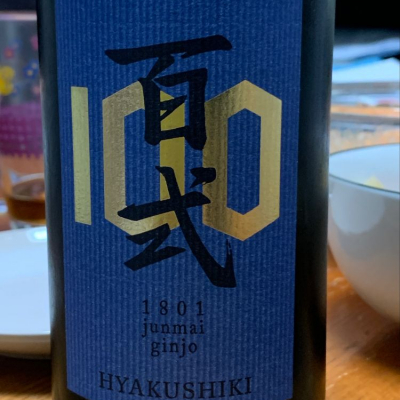 100
百式
1801
junmai
ginjo
HYAKUSHIKI